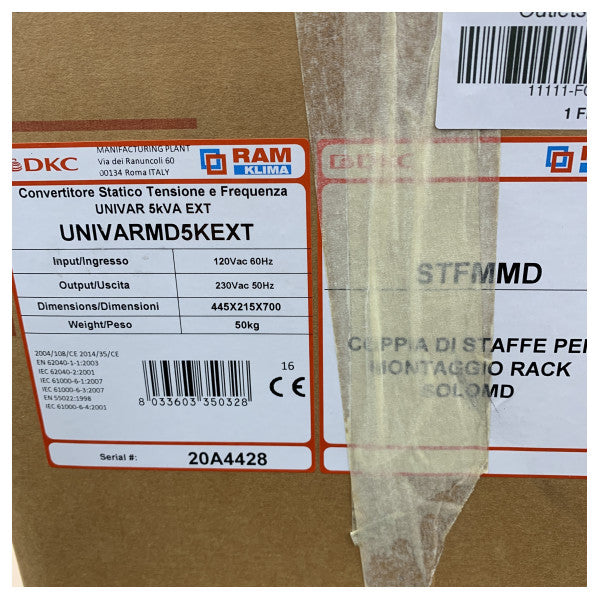 Outlets
11111-F
1 F
DKC
MANIFACTURING PLANT
Via dei Ranuncoli 60
00134 Roma ITALY
RAM
KLIMA
Convertitore Statico Tensione e Frequenza
UNIVAR 5kVA EXT
UNIVARMD5KEXT
Input/Ingresso 120Vac 60Hz
Output/Uscita 230Vac 50Hz
Dimensions/Dimensioni 445X215X700
Weight/Peso 50kg
2004/108/CE 2014/35/CE
EN 62040-1-1:2003
IEC 62040-2:2001
IEC 61000-6-1:2007
IEC 61000-6-3:2007
EN 55022:1998
IEC 61000-6-4:2001
16
CE
8 033603 350328
Serial #: 20A4428
DKC
RA
STFMMD
COPPIA DI STAFFE PER
MONTAGGIO RACK
SOLOMD